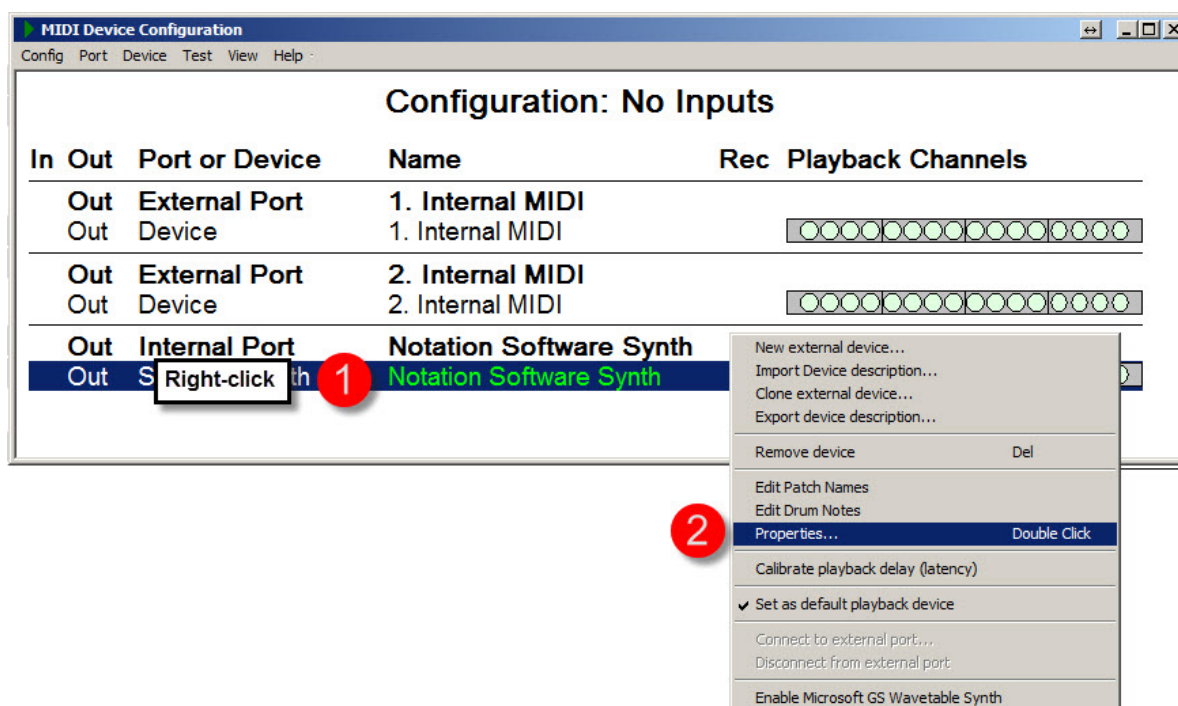 MIDI Device Configuration
Config Port Device Test View Help
Configuration: No Inputs
In Out Port or Device Name Rec Playback Channels
Out External Port 1. Internal MIDI
Out Device 1. Internal MIDI
Out External Port 2. Internal MIDI
Out Device 2. Internal MIDI
Out Internal Port Notation Software Synth
Out Right-click 1 Notation Software Synth
New external device...
Import Device description...
Clone external device...
Export device description...
Remove device Del
Edit Patch Names
Edit Drum Notes
2 Properties... Double Click
Calibrate playback delay (latency)
Set as default playback device
Connect to external port...
Disconnect from external port
Enable Microsoft GS Wavetable Synth